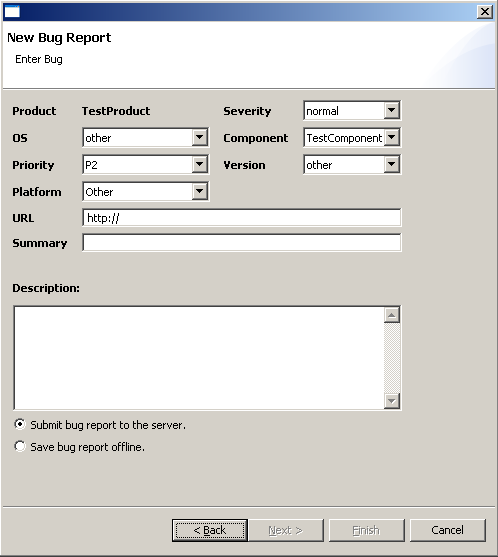 New Bug Report
Enter Bug
Product TestProduct Severity normal
OS other Component TestComponent
Priority P2 Version other
Platform Other
URL http://
Summary
Description:
Submit bug report to the server.
Save bug report offline.
< Back Next > Finish Cancel